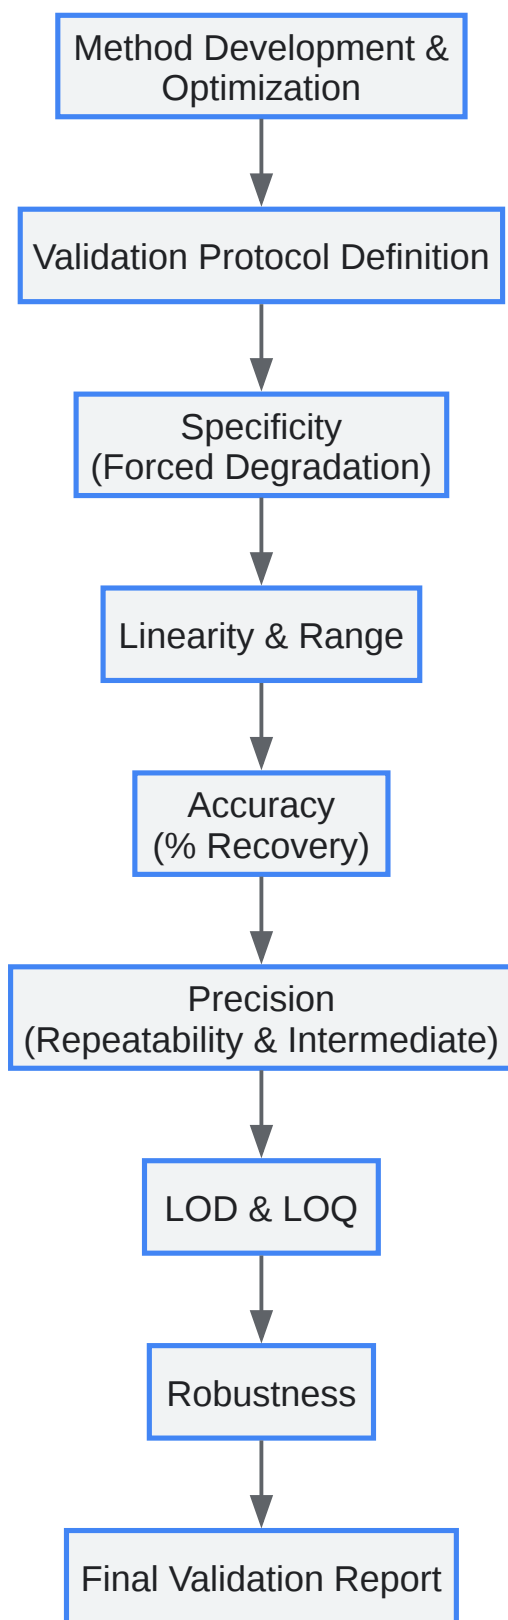 Method Development &
Optimization
Validation Protocol Definition
Specificity
(Forced Degradation)
Linearity & Range
Accuracy
(% Recovery)
Precision
(Repeatability & Intermediate)
LOD & LOQ
Robustness
Final Validation Report